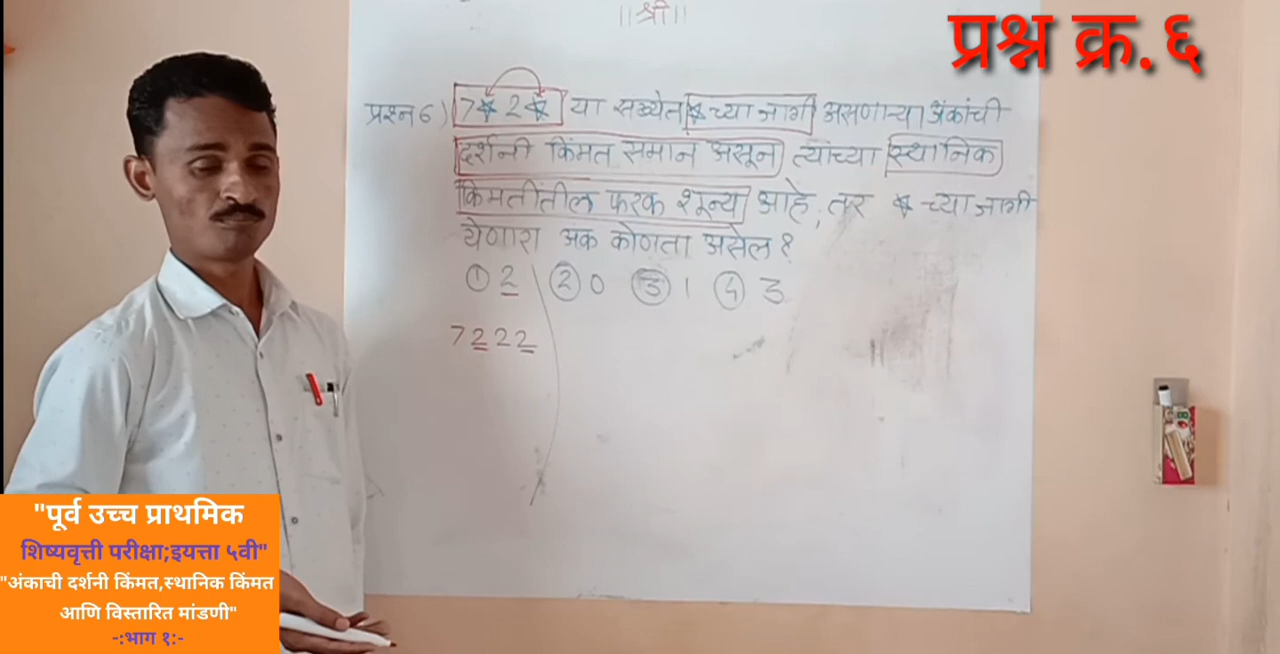 ॥श्री॥
प्रश्न क्र.६
प्रश्न 6) 7★2★ या संख्येत ★च्या जागी असणाऱ्या अंकांची
दर्शनी किंमत समान असून त्यांच्या स्थानिक
किमतीतील फरक शून्य आहे, तर ★ च्या जागी
येणारा अंक कोणता असेल ?
① 2 ② 0 ③ 1 ④ 3
7222
"पूर्व उच्च प्राथमिक
शिष्यवृत्ती परीक्षा;इयत्ता ५वी"
"अंकाची दर्शनी किंमत,स्थानिक किंमत
आणि विस्तारित मांडणी"
-:भाग १:-